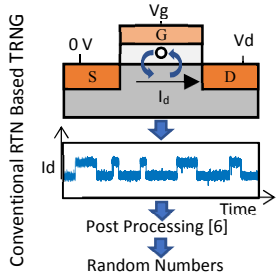 Conventional RTN Based TRNG
Vg
0 V
G
Vd
S
D
Id
Id
Time
Post Processing [6]
Random Numbers